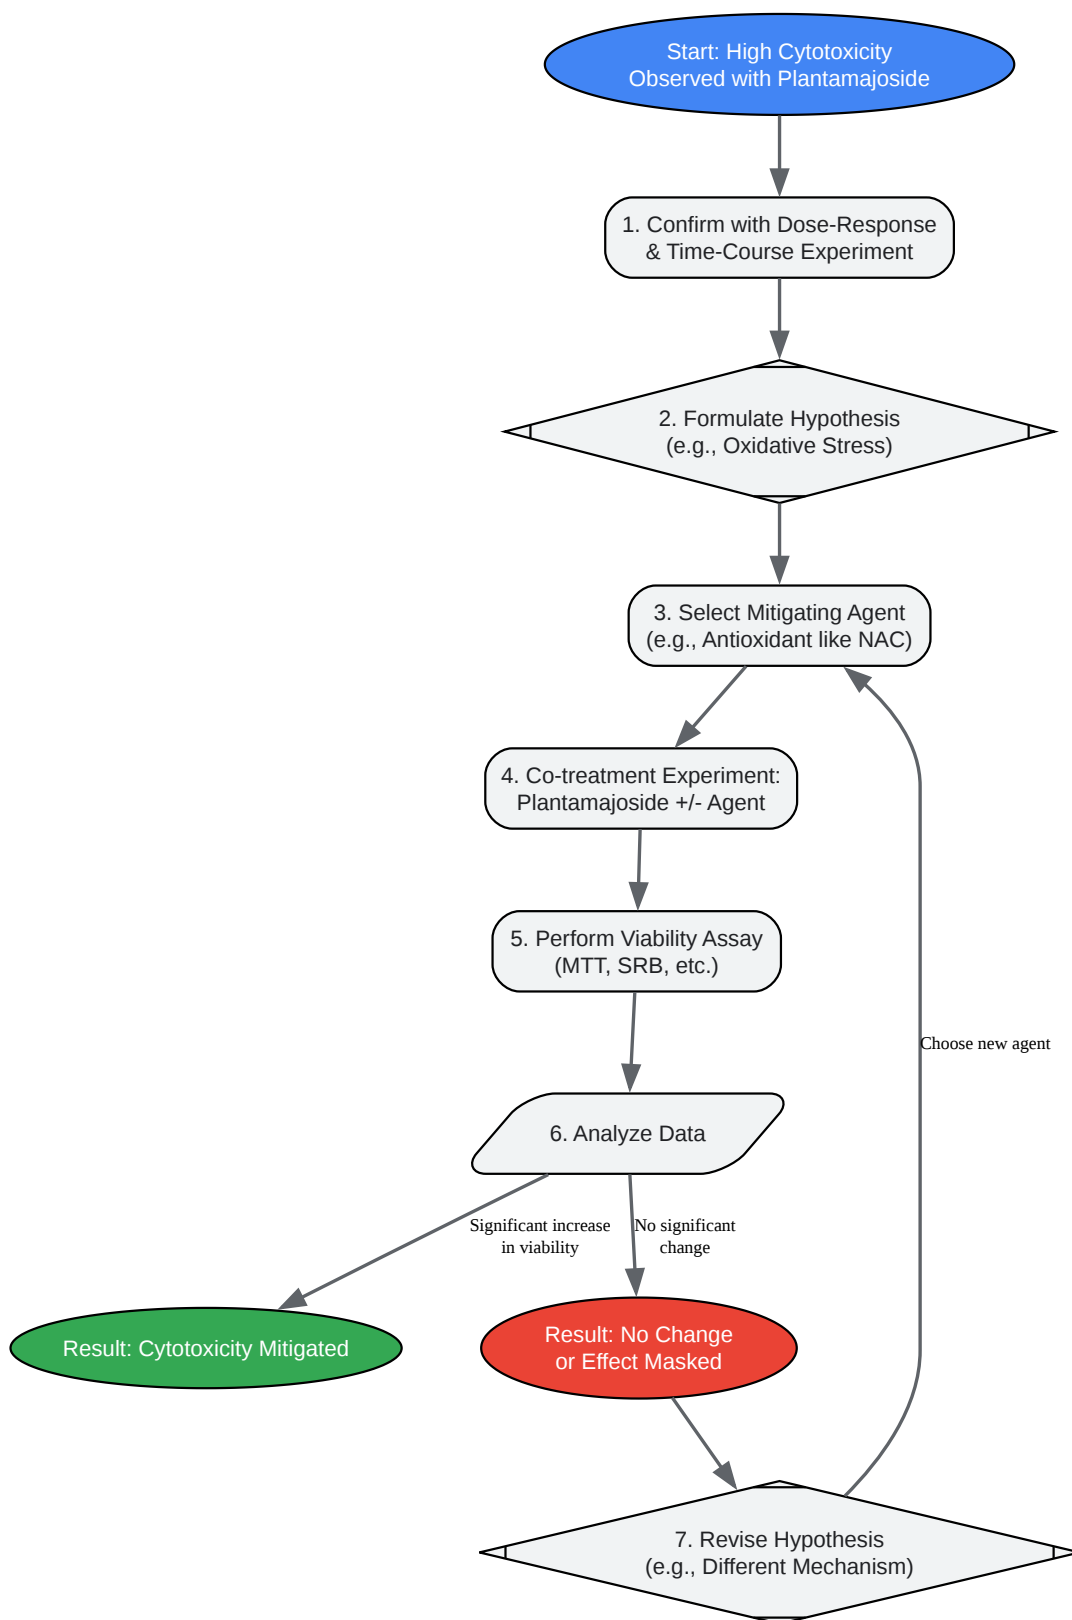 Start: High Cytotoxicity
Observed with Plantamajoside
1. Confirm with Dose-Response
& Time-Course Experiment
2. Formulate Hypothesis
(e.g., Oxidative Stress)
3. Select Mitigating Agent
(e.g., Antioxidant like NAC)
4. Co-treatment Experiment:
Plantamajoside +/- Agent
5. Perform Viability Assay
(MTT, SRB, etc.)
Choose new agent
6. Analyze Data
Significant increase
in viability
No significant
change
Result: Cytotoxicity Mitigated
Result: No Change
or Effect Masked
7. Revise Hypothesis
(e.g., Different Mechanism)